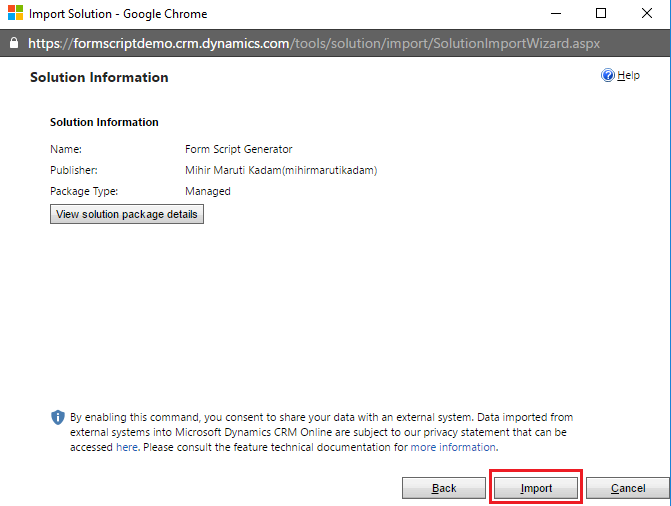 Import Solution - Google Chrome
https://formscriptdemo.crm.dynamics.com/tools/solution/import/SolutionImportWizard.aspx
Solution Information
Help
Solution Information
Name: Form Script Generator
Publisher: Mihir Maruti Kadam(mihirmarutikadam)
Package Type: Managed
View solution package details
By enabling this command, you consent to share your data with an external system. Data imported from
external systems into Microsoft Dynamics CRM Online are subject to our privacy statement that can be
accessed here. Please consult the feature technical documentation for more information.
Back Import Cancel